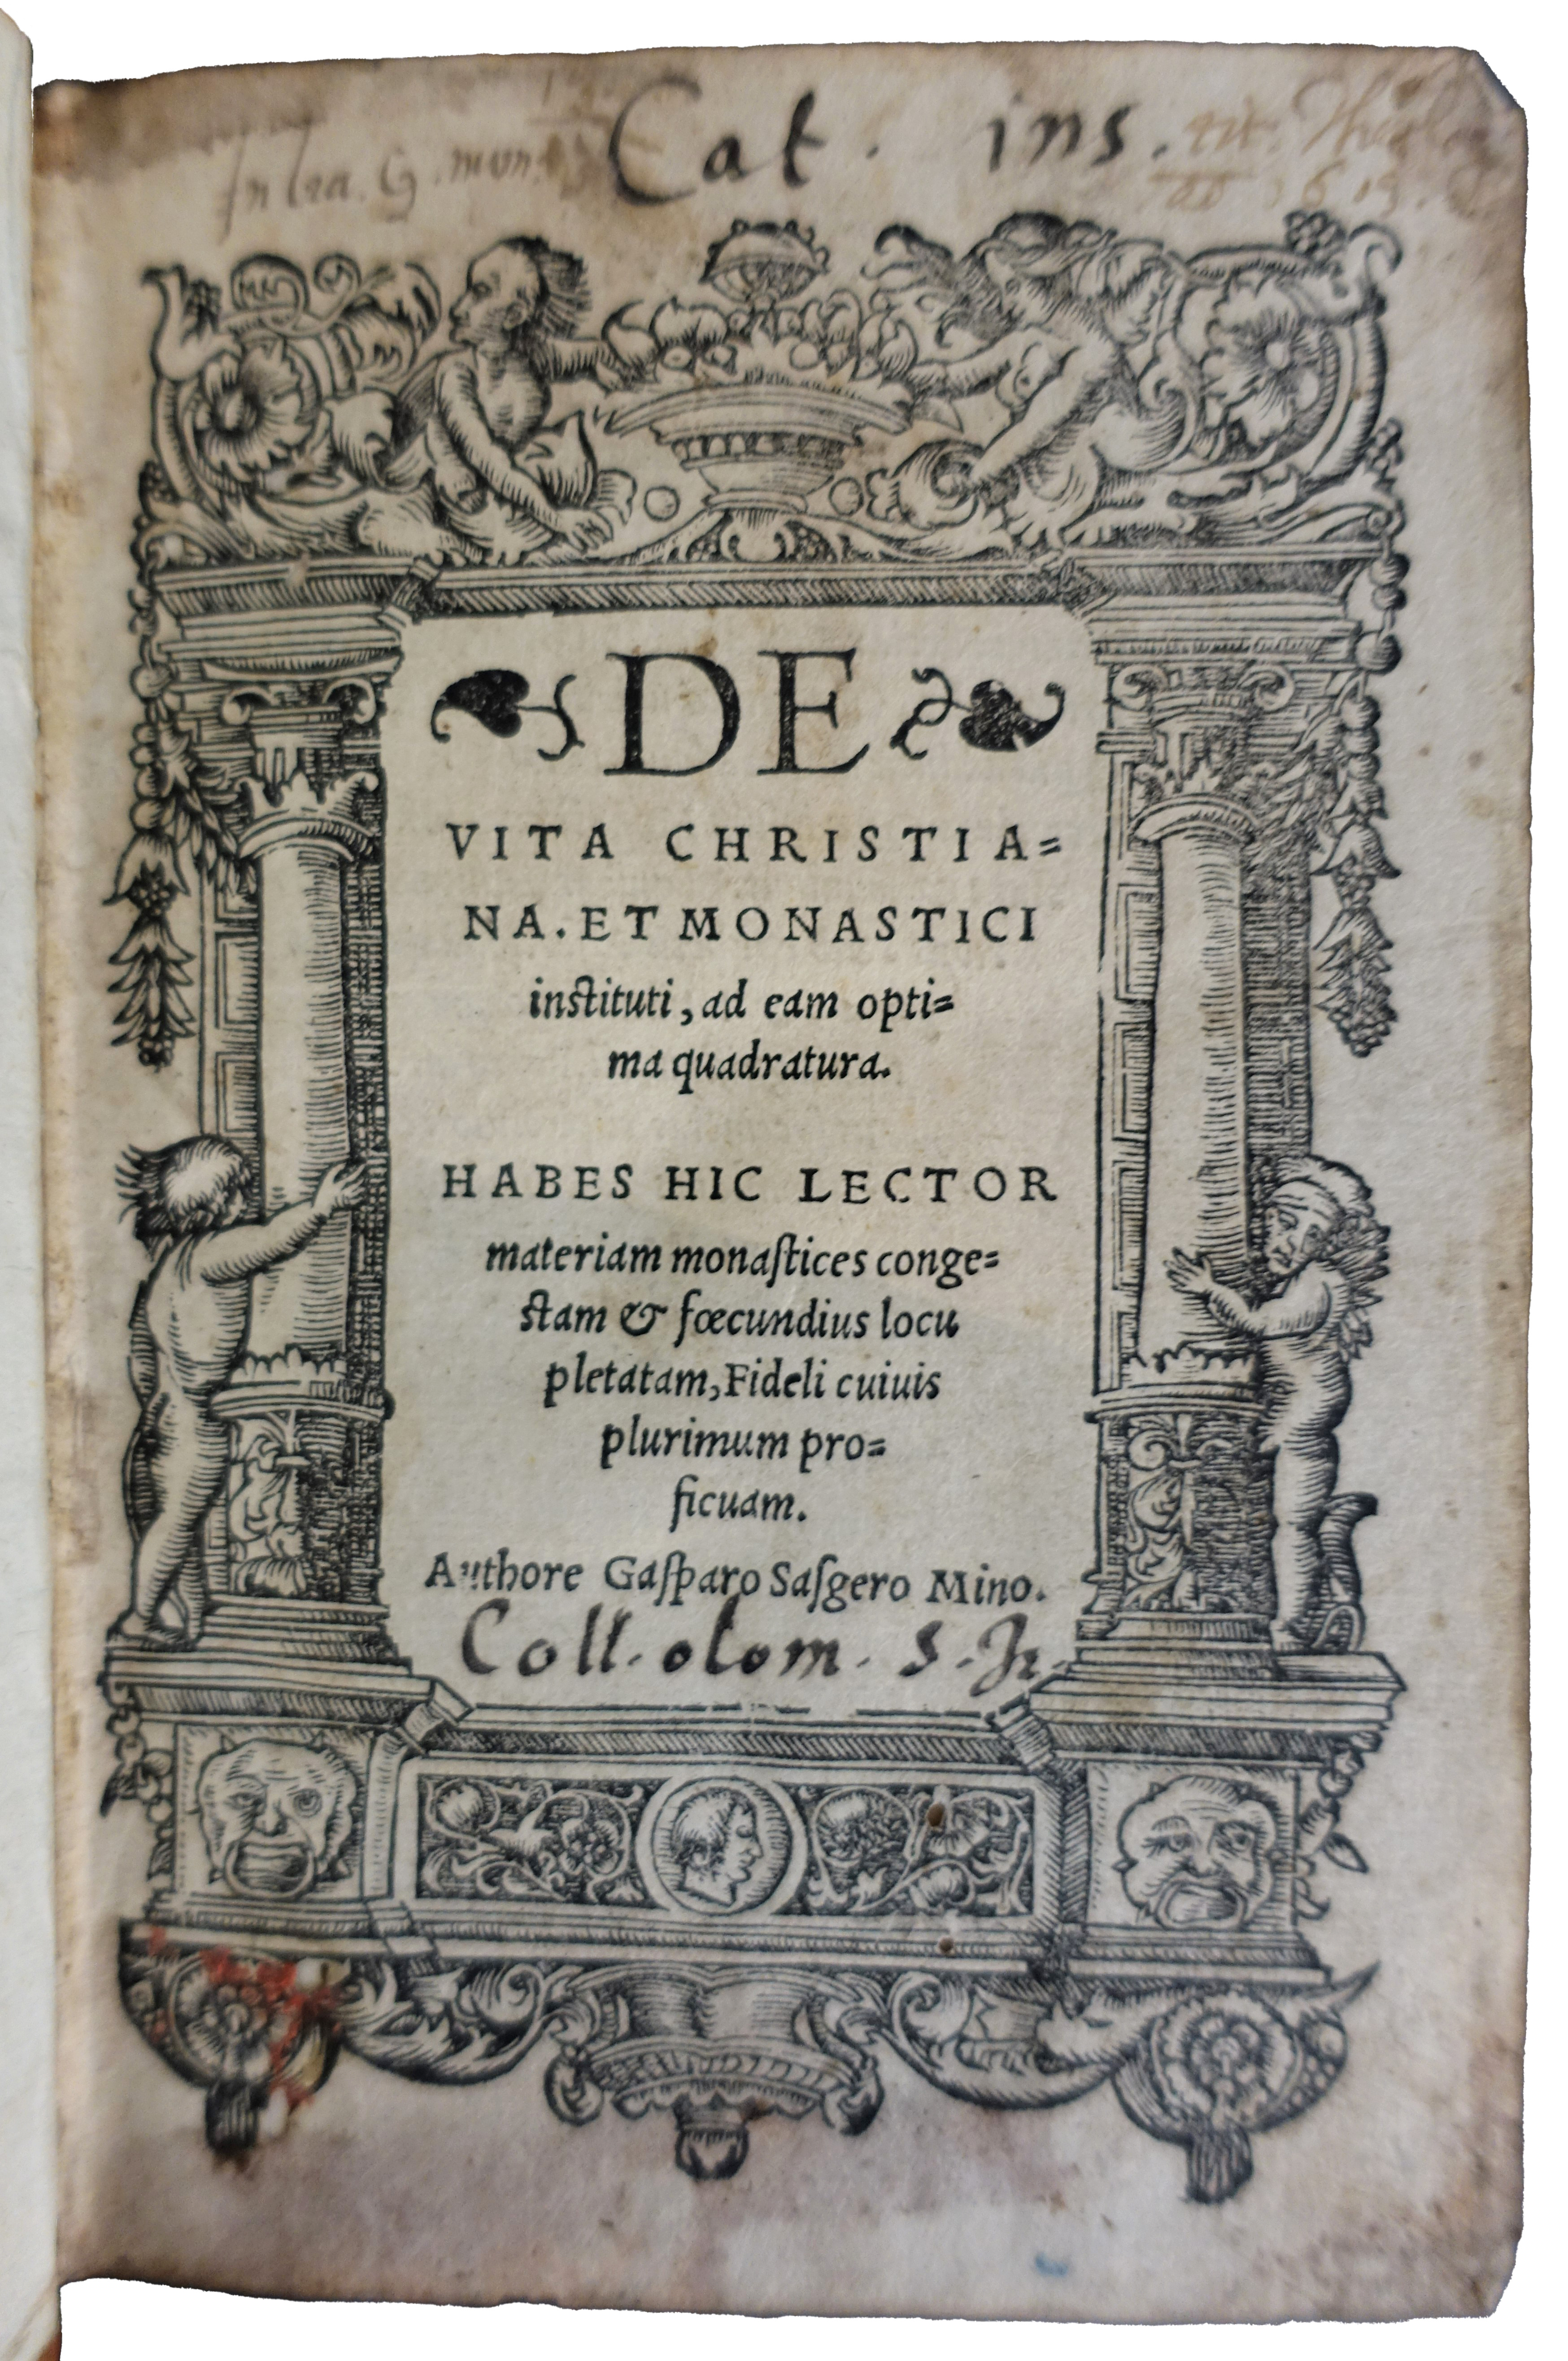 Cat. ins.
DE
VITA CHRISTIA=
NA. ET MONASTICI
instituti, ad eam opti=
ma quadratura.
HABES HIC LECTOR
materiam monaſtices conge=
stam & fœcundius locu
pletatam, Fideli cuiuis
plurimum pro=
ficuam.
Authore Gaſparo Saſgero Mino.
Coll. olom. S. J.